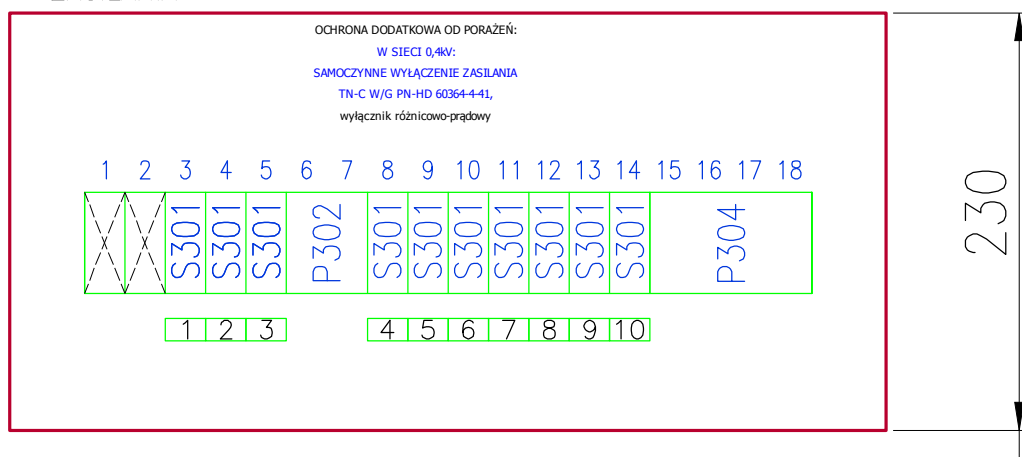 OCHRONA DODATKOWA OD PORAŻEŃ:
W SIECI 0,4kV:
SAMOCZYNNE WYŁĄCZENIE ZASILANIA
TN-C W/G PN-HD 60364-4-41,
wyłącznik różnicowo-prądowy
1 2 3 4 5 6 7 8 9 10 11 12 13 14 15 16 17 18
S301 S301 S301 P302 S301 S301 S301 S301 S301 S301 S301 P304
1 2 3 4 5 6 7 8 9 10
230